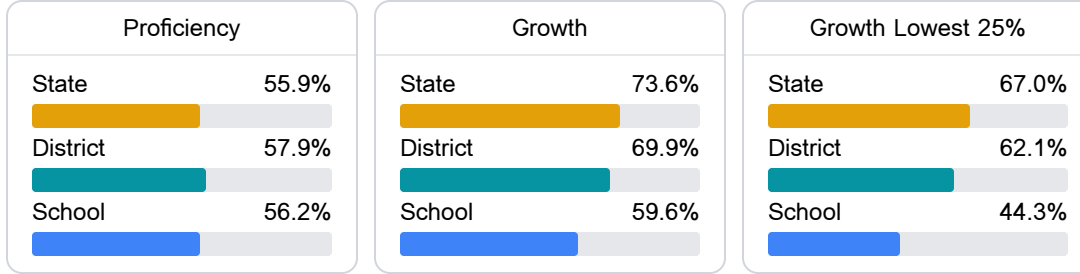 Proficiency
State 55.9%
District 57.9%
School 56.2%
Growth
State 73.6%
District 69.9%
School 59.6%
Growth Lowest 25%
State 67.0%
District 62.1%
School 44.3%